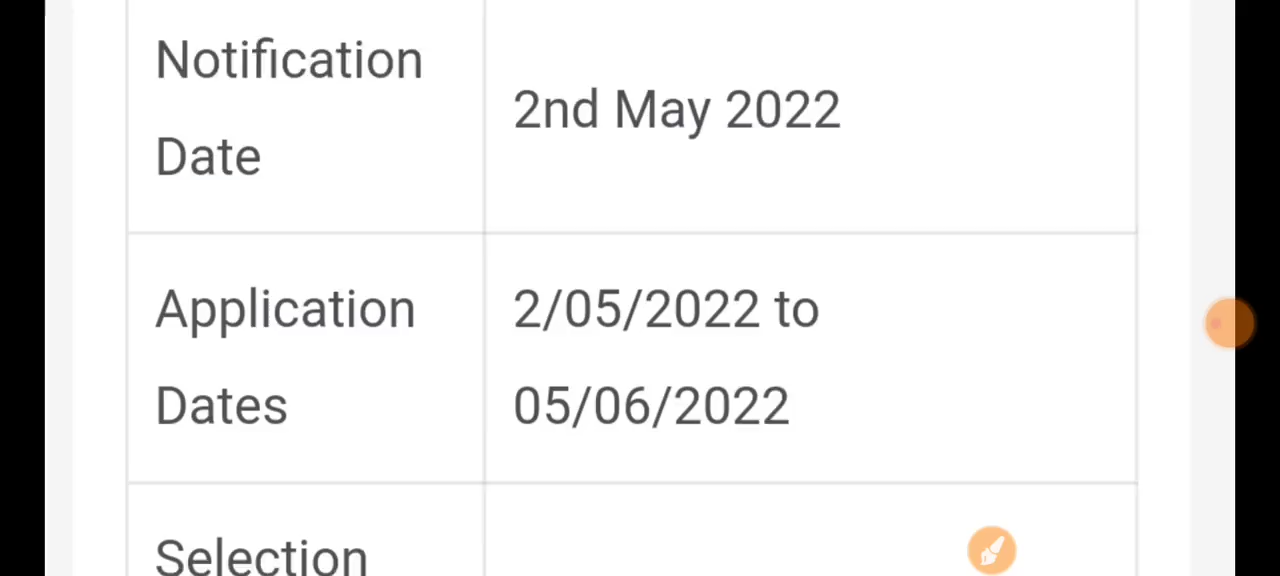 Notification
Date
2nd May 2022
Application
Dates
2/05/2022 to
05/06/2022
Selection